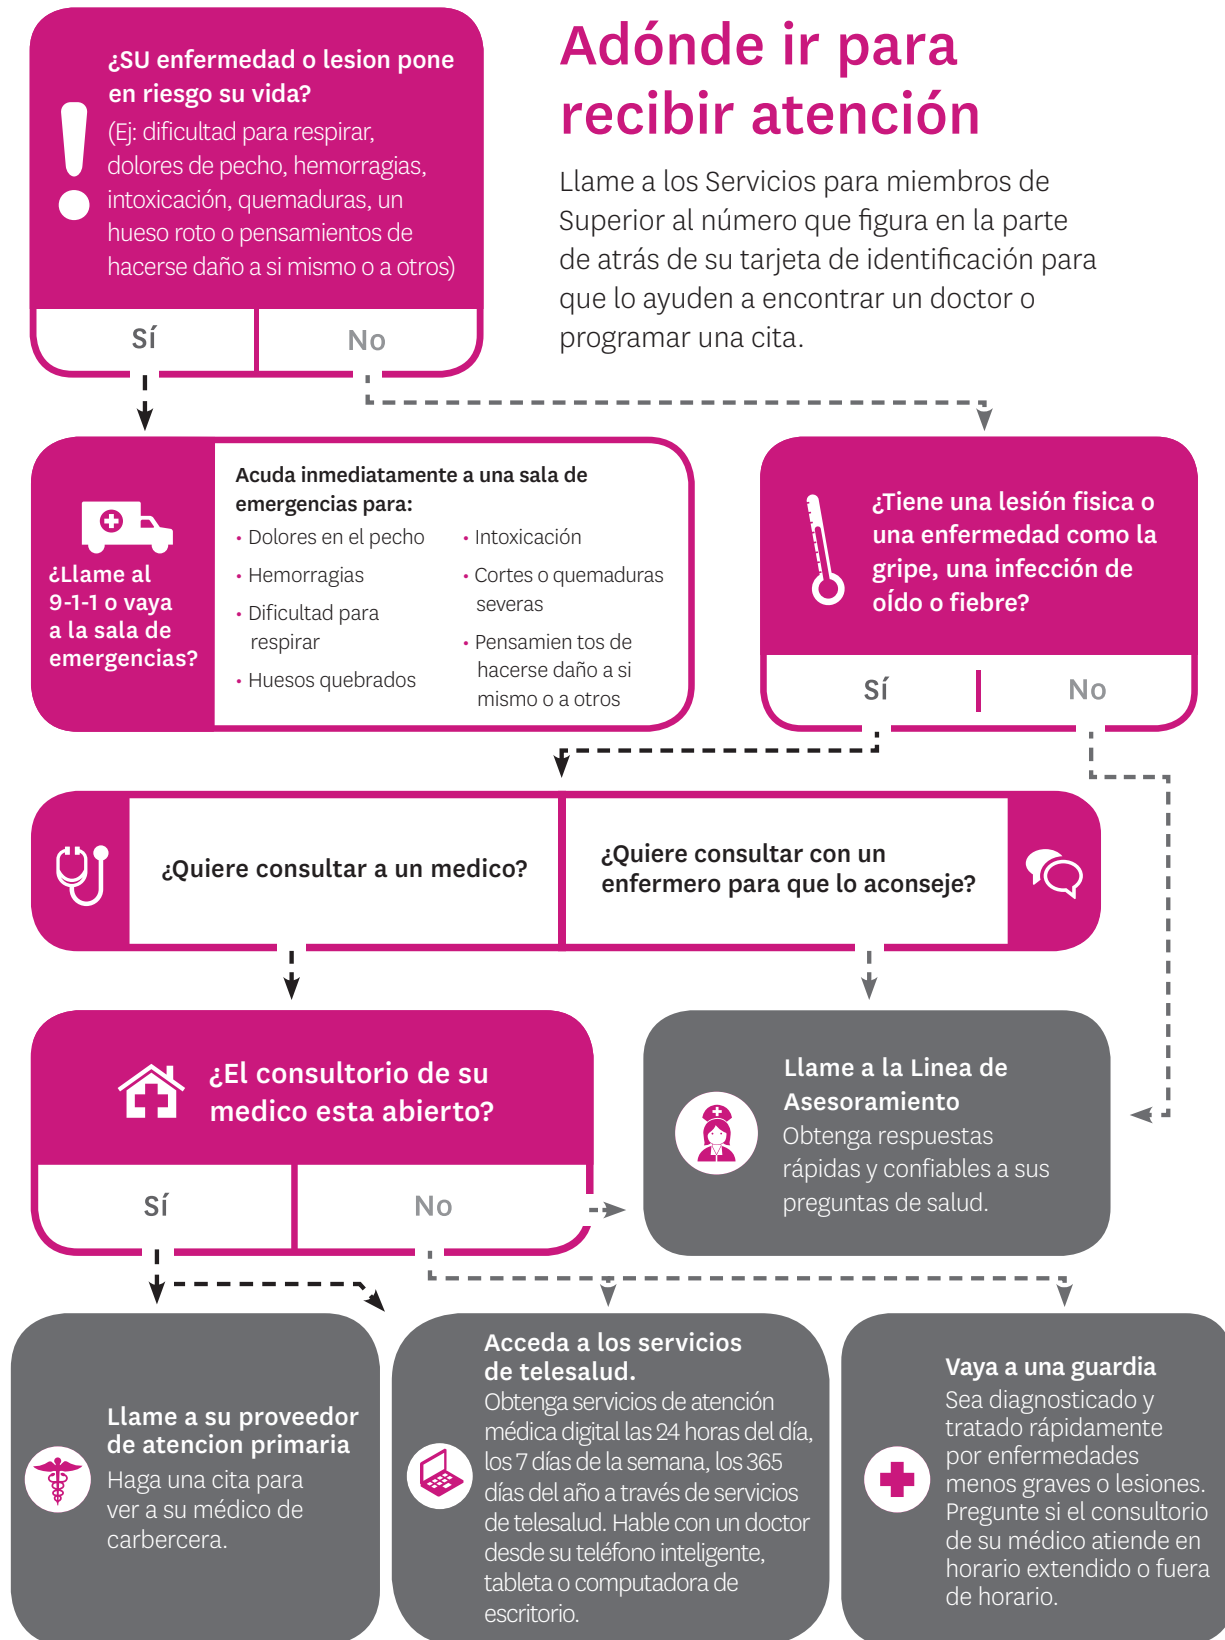 Adónde ir para
recibir atención
Llame a los Servicios para miembros de
Superior al número que figura en la parte
de atrás de su tarjeta de identificación para
que lo ayuden a encontrar un doctor o
programar una cita.
¿SU enfermedad o lesion pone
en riesgo su vida?
(Ej: dificultad para respirar,
dolores de pecho, hemorragias,
intoxicación, quemaduras, un
hueso roto o pensamientos de
hacerse daño a si mismo o a otros)
Sí
No
¿Llame al
9-1-1 o vaya
a la sala de
emergencias?
Acuda inmediatamente a una sala de
emergencias para:
• Dolores en el pecho
• Hemorragias
• Dificultad para
respirar
• Huesos quebrados
• Intoxicación
• Cortes o quemaduras
severas
• Pensamien tos de
hacerse daño a si
mismo o a otros
¿Tiene una lesión fisica o
una enfermedad como la
gripe, una infección de
oÍdo o fiebre?
Sí
No
¿Quiere consultar a un medico?
¿Quiere consultar con un
enfermero para que lo aconseje?
¿El consultorio de su
medico esta abierto?
Sí
No
Llame a la Linea de
Asesoramiento
Obtenga respuestas
rápidas y confiables a sus
preguntas de salud.
Llame a su proveedor
de atencion primaria
Haga una cita para
ver a su médico de
carbercera.
Acceda a los servicios
de telesalud.
Obtenga servicios de atención
médica digital las 24 horas del día,
los 7 días de la semana, los 365
días del año a través de servicios
de telesalud. Hable con un doctor
desde su teléfono inteligente,
tableta o computadora de
escritorio.
Vaya a una guardia
Sea diagnosticado y
tratado rápidamente
por enfermedades
menos graves o lesiones.
Pregunte si el consultorio
de su médico atiende en
horario extendido o fuera
de horario.